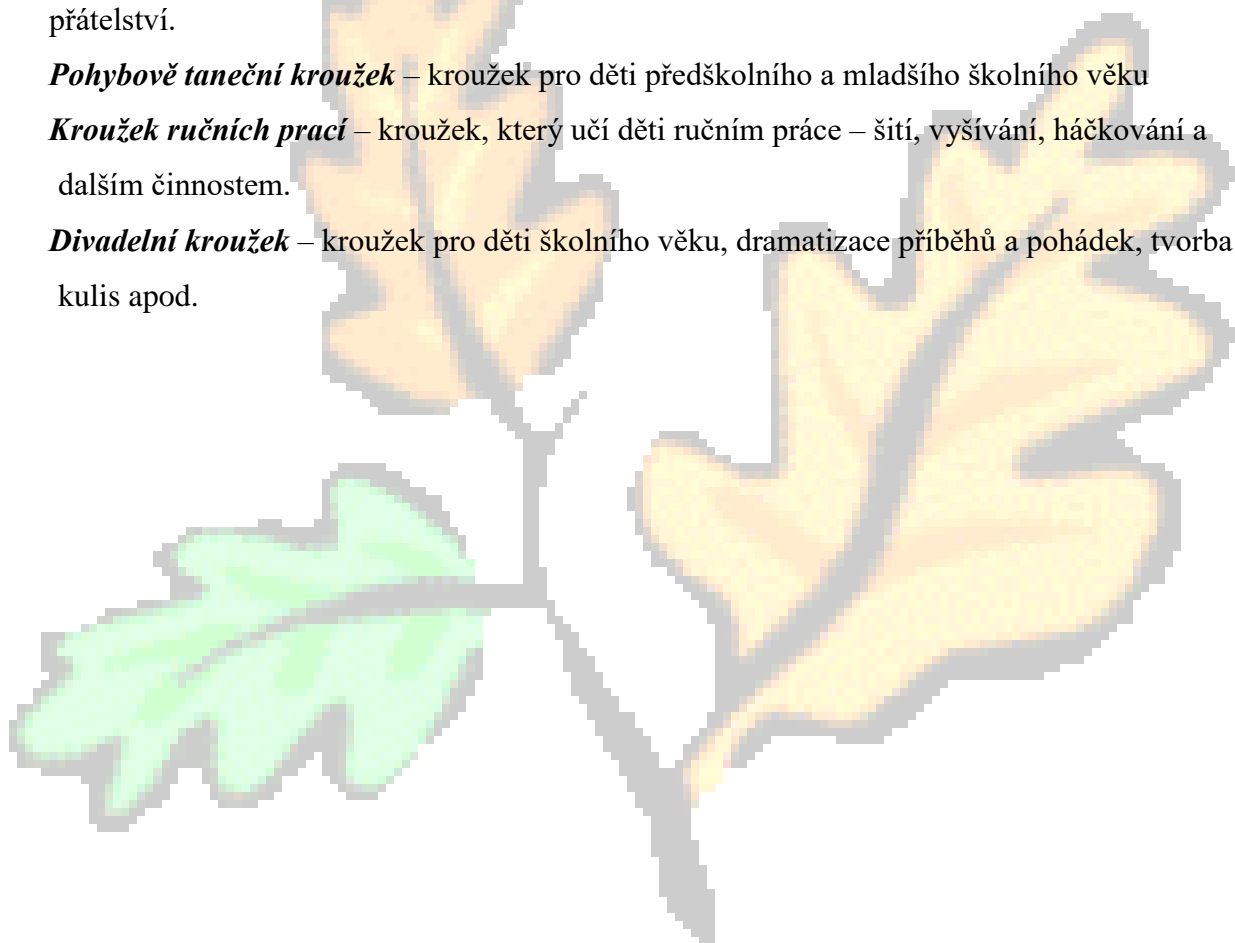 přátelství.
Pohybově taneční kroužek – kroužek pro děti předškolního a mladšího školního věku
Kroužek ručních prací – kroužek, který učí děti ručním práce – šití, vyšívání, háčkování a
dalším činnostem.
Divadelní kroužek – kroužek pro děti školního věku, dramatizace příběhů a pohádek, tvorba
kulis apod.